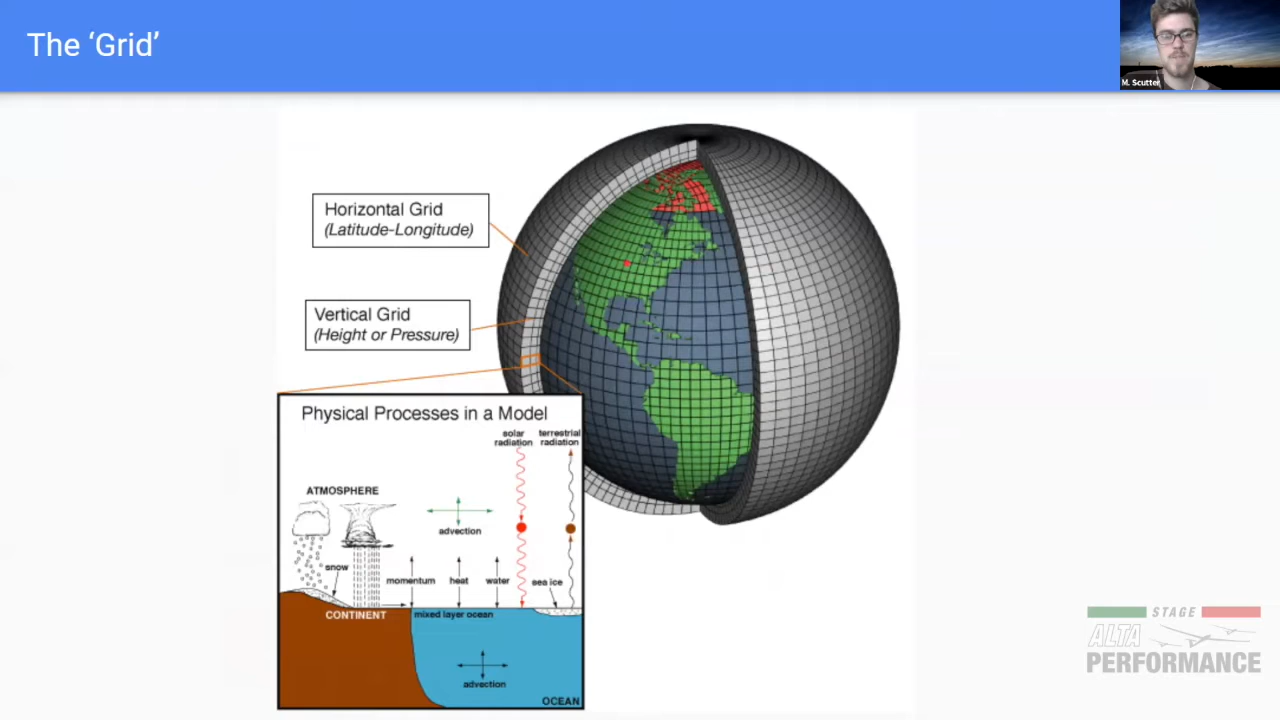 The ‘Grid’
M. Scutter
Horizontal Grid
(Latitude-Longitude)
Vertical Grid
(Height or Pressure)
Physical Processes in a Model
solar
radiation
terrestrial
radiation
ATMOSPHERE
advection
snow
momentum
heat
water
sea ice
CONTINENT
mixed layer ocean
advection
OCEAN
STAGE
ALTA
PERFORMANCE